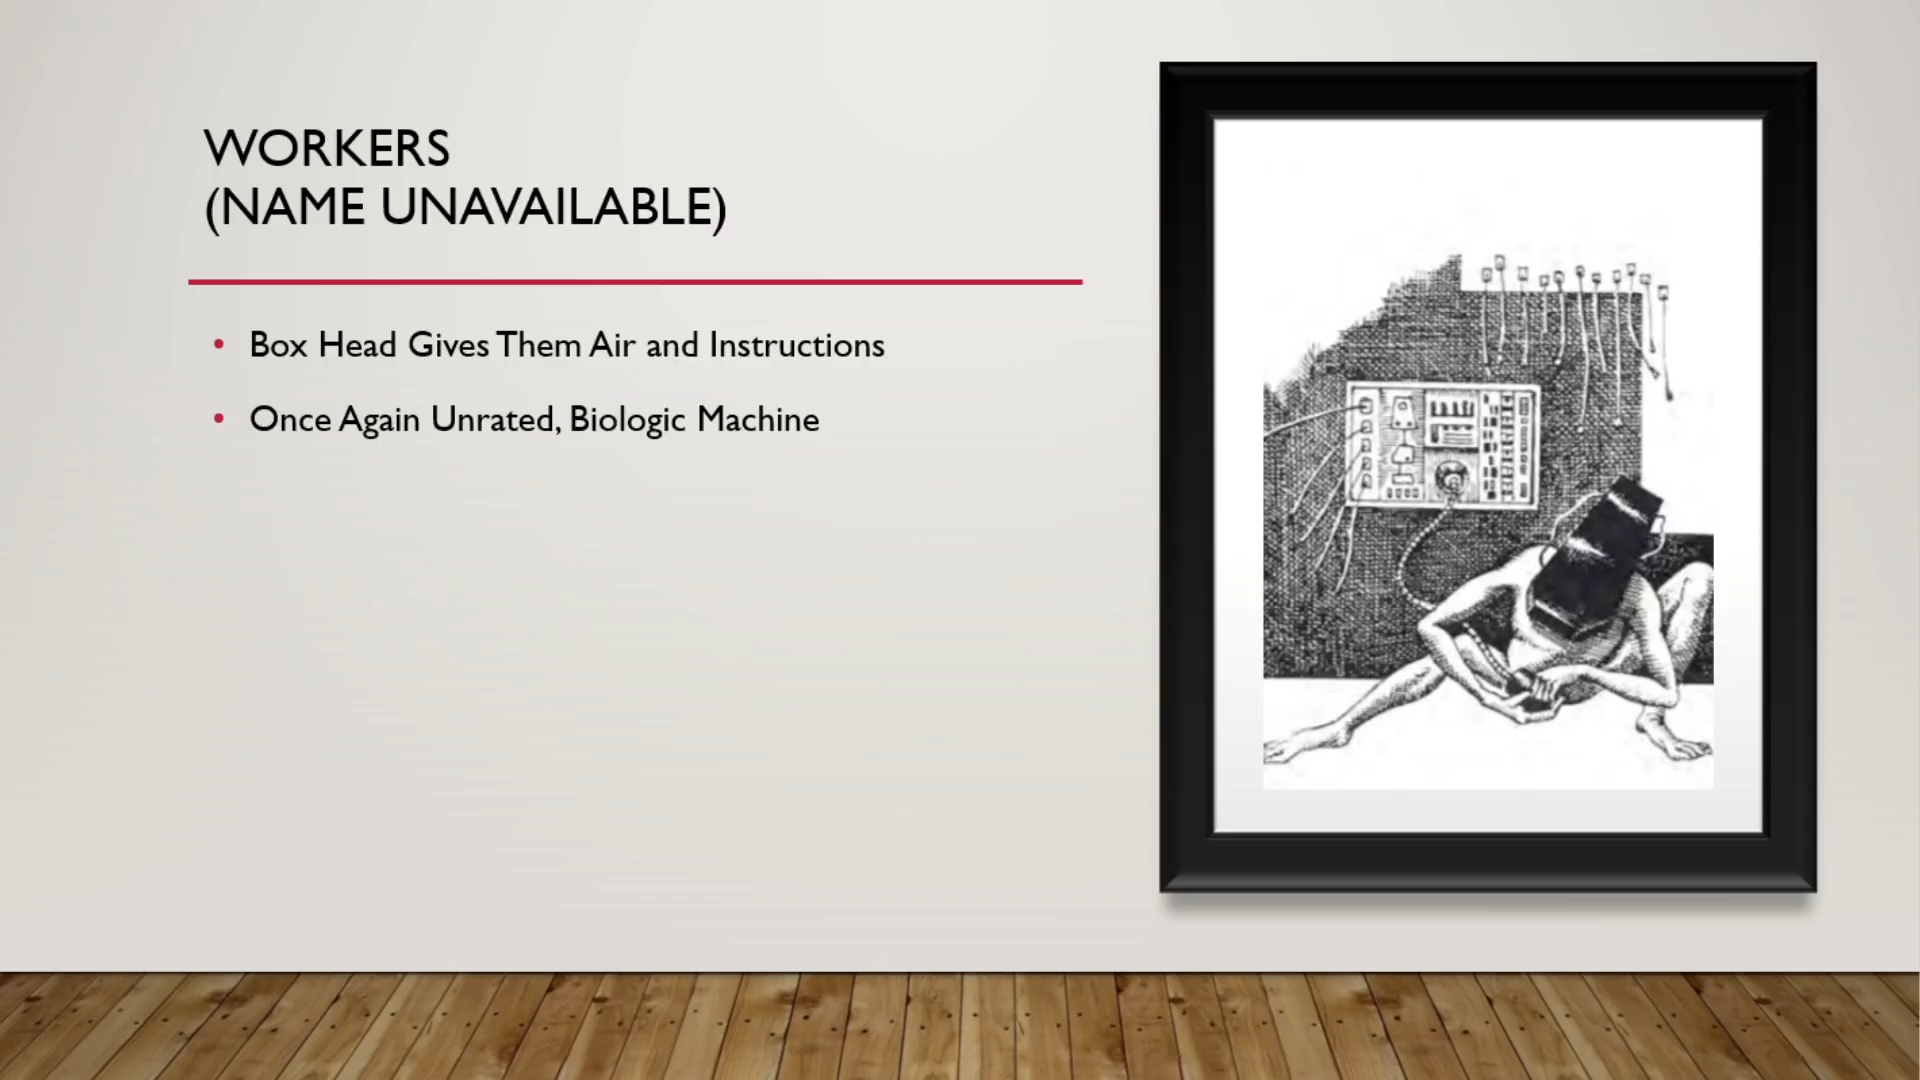 WORKERS
(NAME UNAVAILABLE)
• Box Head Gives Them Air and Instructions
• Once Again Unrated, Biologic Machine